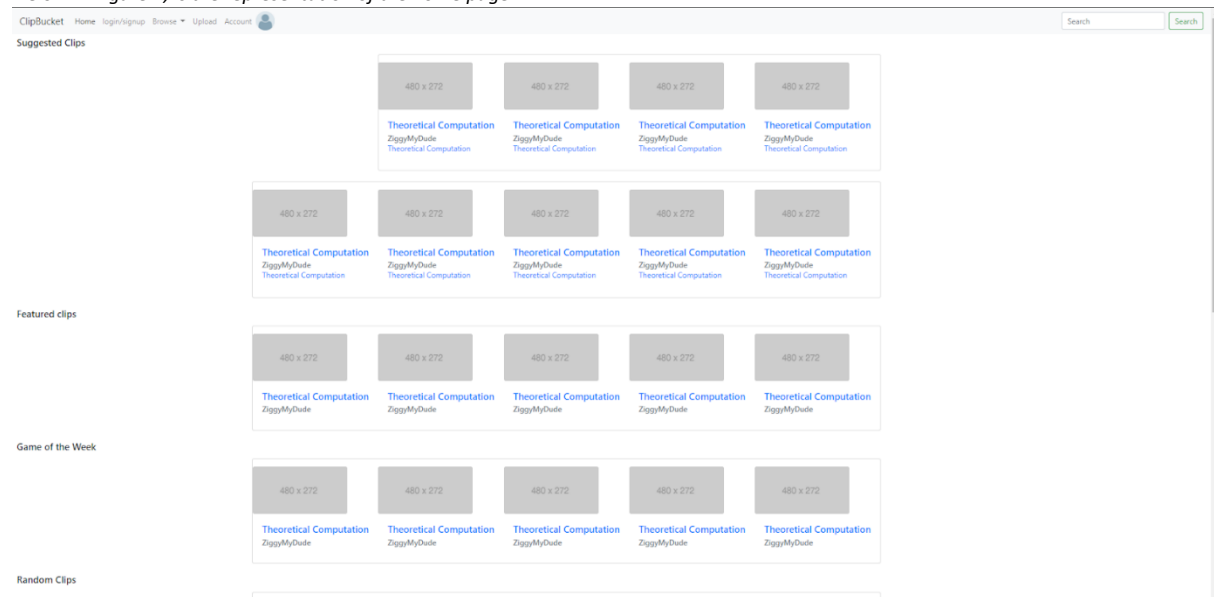 ClipBucket Home login/signup Browse Upload Account Search Search
Suggested Clips
480 x 272 480 x 272 480 x 272 480 x 272
Theoretical Computation Theoretical Computation Theoretical Computation Theoretical Computation
ZiggyMyDude ZiggyMyDude ZiggyMyDude ZiggyMyDude
Theoretical Computation Theoretical Computation Theoretical Computation Theoretical Computation
480 x 272 480 x 272 480 x 272 480 x 272 480 x 272
Theoretical Computation Theoretical Computation Theoretical Computation Theoretical Computation Theoretical Computation
ZiggyMyDude ZiggyMyDude ZiggyMyDude ZiggyMyDude ZiggyMyDude
Theoretical Computation Theoretical Computation Theoretical Computation Theoretical Computation Theoretical Computation
Featured clips
480 x 272 480 x 272 480 x 272 480 x 272 480 x 272
Theoretical Computation Theoretical Computation Theoretical Computation Theoretical Computation Theoretical Computation
ZiggyMyDude ZiggyMyDude ZiggyMyDude ZiggyMyDude ZiggyMyDude
Game of the Week
480 x 272 480 x 272 480 x 272 480 x 272 480 x 272
Theoretical Computation Theoretical Computation Theoretical Computation Theoretical Computation Theoretical Computation
ZiggyMyDude ZiggyMyDude ZiggyMyDude ZiggyMyDude ZiggyMyDude
Random Clips